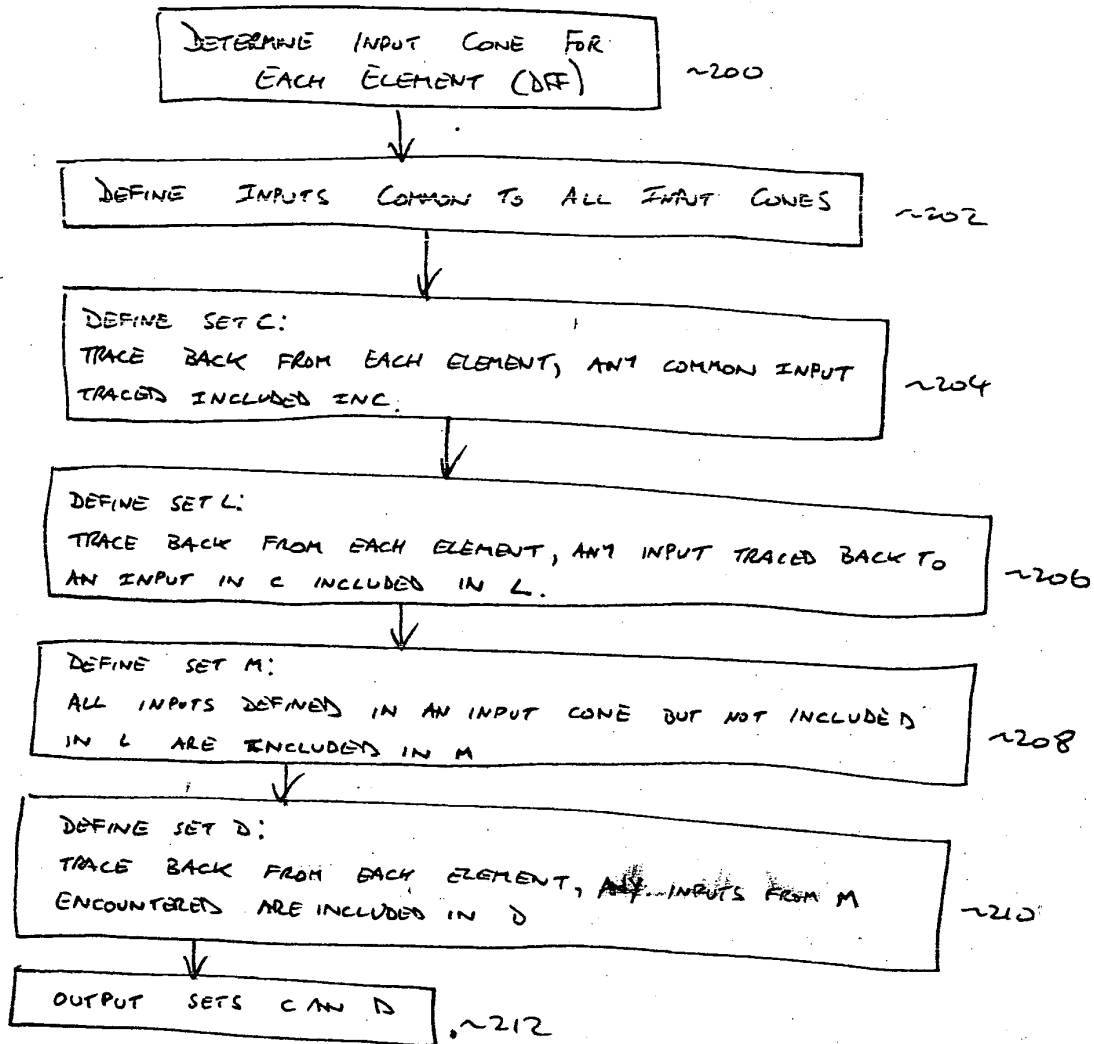 DETERMINE INPUT CONE FOR
EACH ELEMENT (DFF)
~200
DEFINE INPUTS COMMON TO ALL INPUT CONES
~202
DEFINE SET C:
TRACE BACK FROM EACH ELEMENT, ANY COMMON INPUT
TRACED INCLUDED IN C.
~204
DEFINE SET L:
TRACE BACK FROM EACH ELEMENT, ANY INPUT TRACED BACK TO
AN INPUT IN C INCLUDED IN L.
~206
DEFINE SET M:
ALL INPUTS DEFINED IN AN INPUT CONE BUT NOT INCLUDED
IN L ARE INCLUDED IN M
~208
DEFINE SET D:
TRACE BACK FROM EACH ELEMENT, ANY INPUTS FROM M
ENCOUNTERED ARE INCLUDED IN D
~210
OUTPUT SETS C AN D
~212